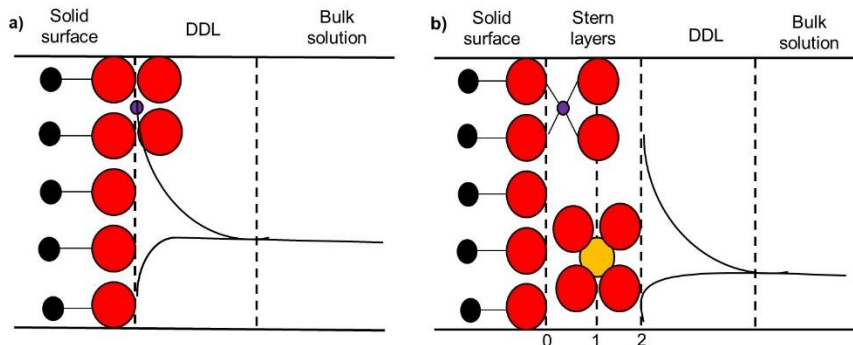 a)
Solid
surface
DDL
Bulk
solution
b)
Solid
surface
Stern
layers
DDL
Bulk
solution
0
1
2